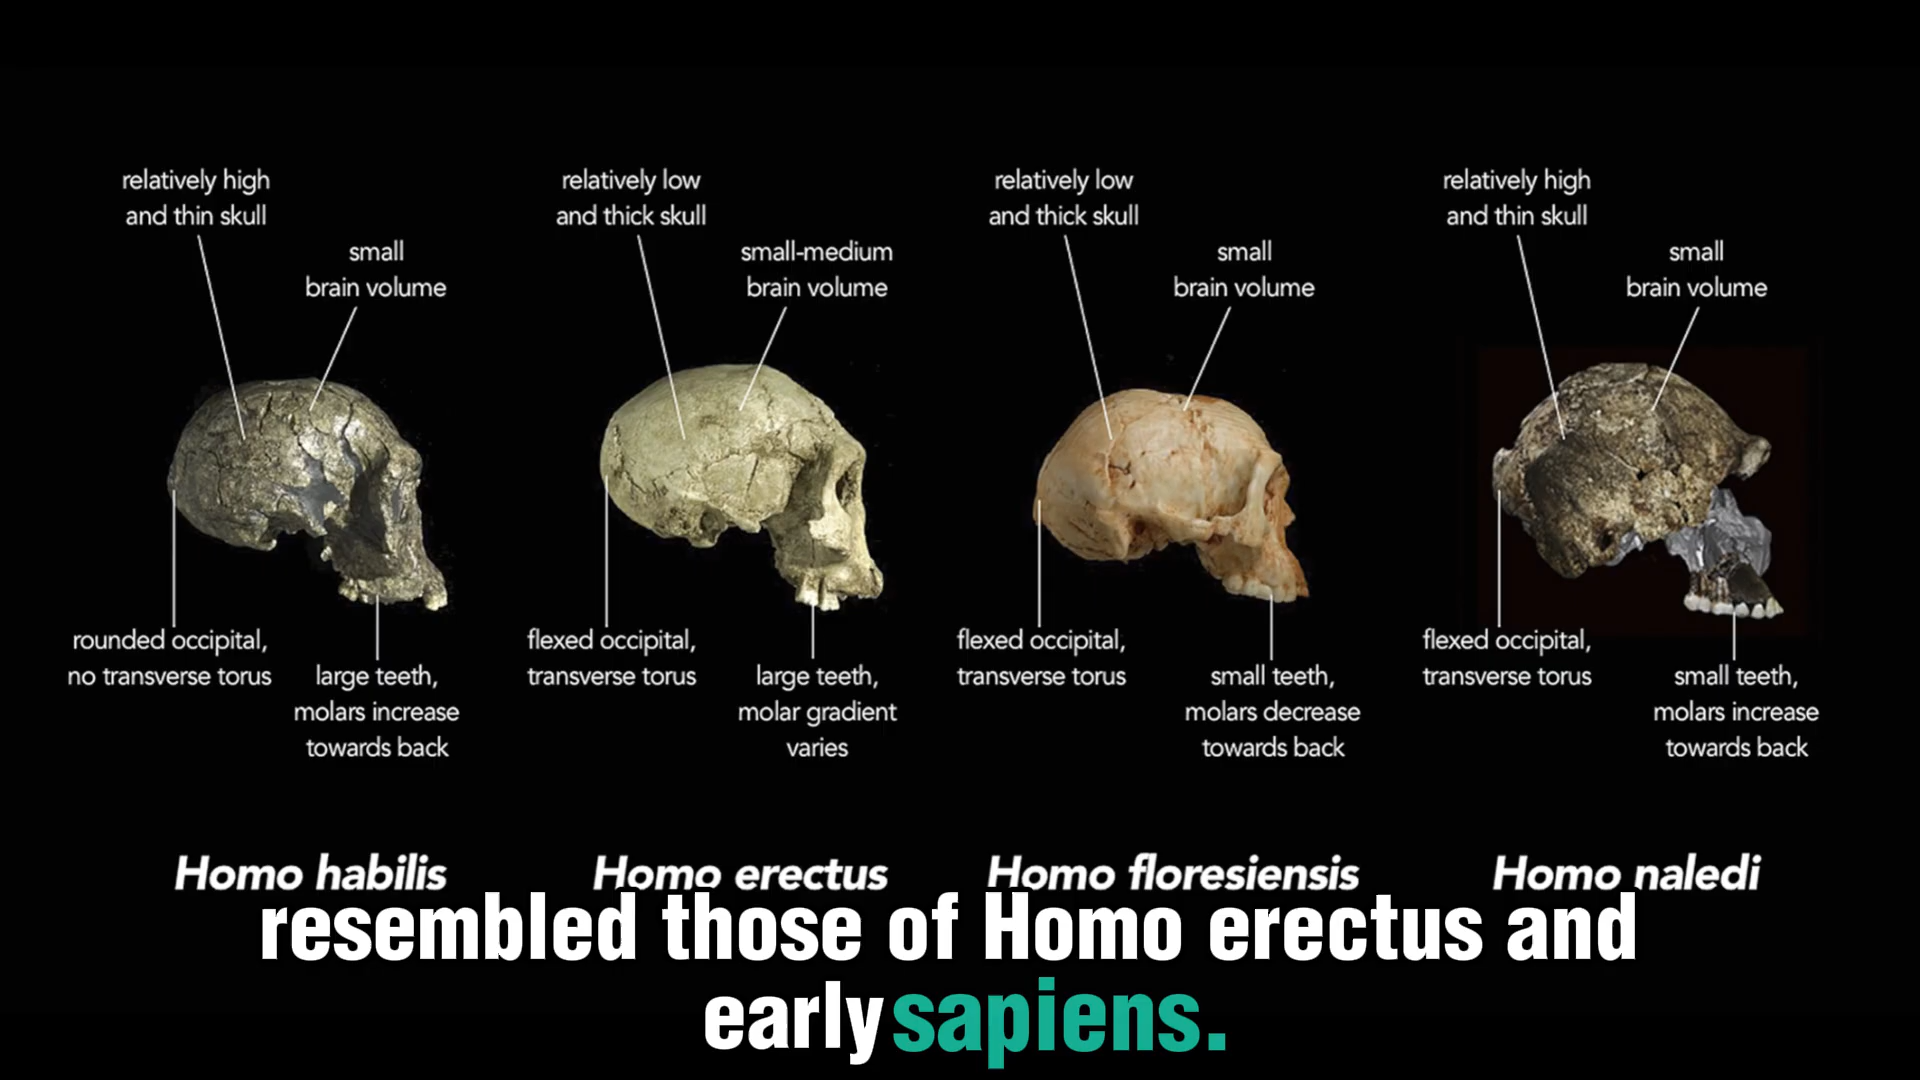 relatively high
and thin skull
small
brain volume
rounded occipital,
no transverse torus
large teeth,
molars increase
towards back
Homo habilis
relatively low
and thick skull
small-medium
brain volume
flexed occipital,
transverse torus
large teeth,
molar gradient
varies
Homo erectus
relatively low
and thick skull
small
brain volume
flexed occipital,
transverse torus
small teeth,
molars decrease
towards back
Homo floresiensis
relatively high
and thin skull
small
brain volume
flexed occipital,
transverse torus
small teeth,
molars increase
towards back
Homo naledi
resembled those of Homo erectus and
early sapiens.